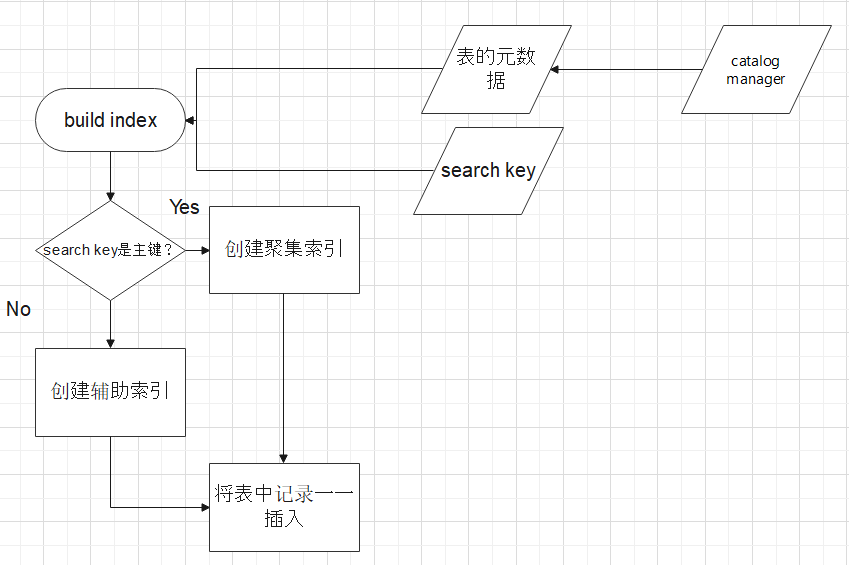 表的元数
据
catalog
manager
build index
search key
Yes
search key是主键？
创建聚集索引
No
创建辅助索引
将表中记录一一
插入